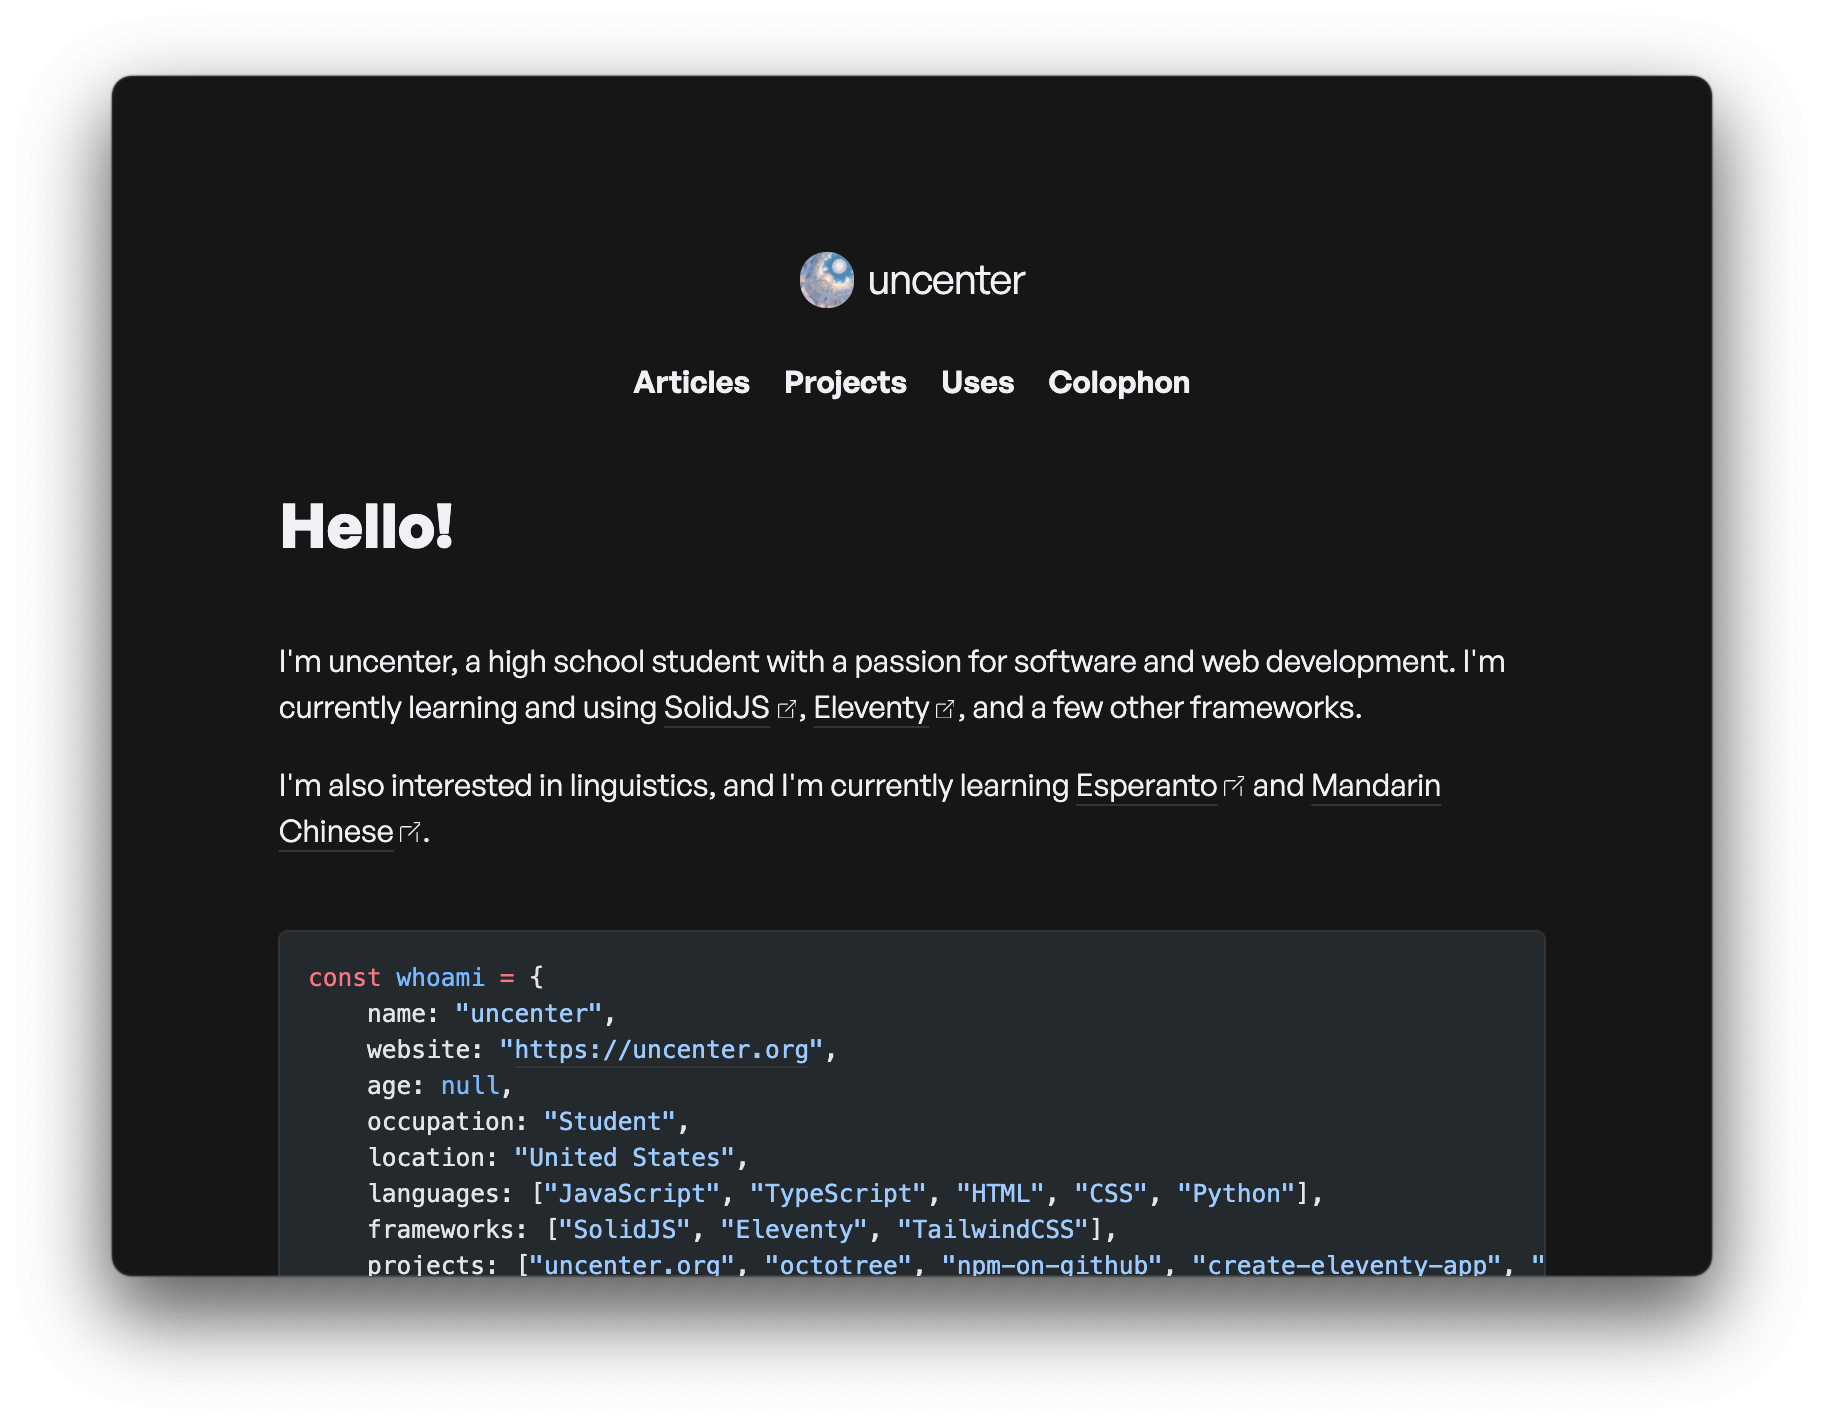 uncenter
Articles Projects Uses Colophon
Hello!
I'm uncenter, a high school student with a passion for software and web development. I'm
currently learning and using SolidJS, Eleventy, and a few other frameworks.
I'm also interested in linguistics, and I'm currently learning Esperanto and Mandarin
Chinese.
const whoami = {
    name: "uncenter",
    website: "https://uncenter.org",
    age: null,
    occupation: "Student",
    location: "United States",
    languages: ["JavaScript", "TypeScript", "HTML", "CSS", "Python"],
    frameworks: ["SolidJS", "Eleventy", "TailwindCSS"],
    projects: ["uncenter.org", "octotree", "npm-on-github", "create-eleventy-app", "